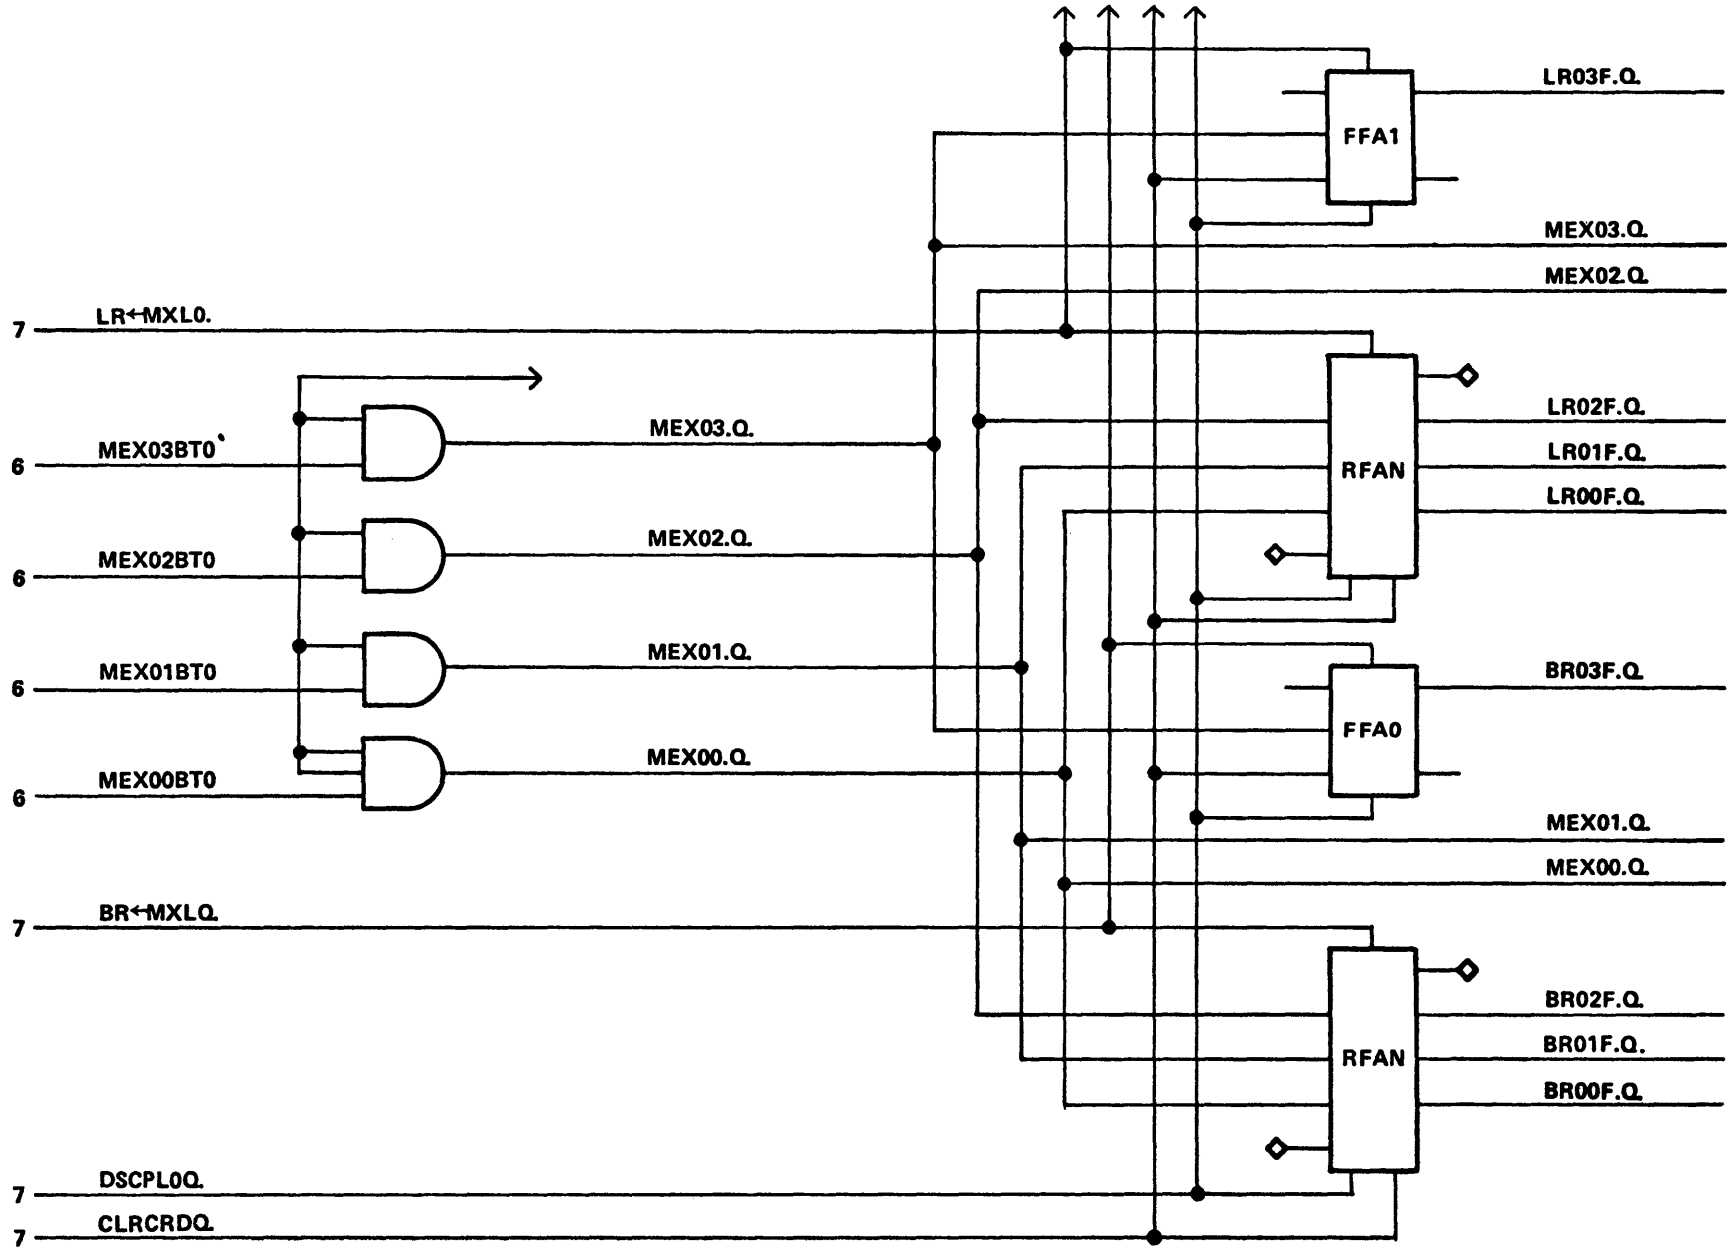 LR03F.Q.
FFA1
MEX03.Q.
MEX02.Q.
7 LR←MXL0.
LR02F.Q.
6 MEX03BT0
MEX03.Q.
LR01F.Q.
RFAN
LR00F.Q.
6 MEX02BT0
MEX02.Q.
6 MEX01BT0
MEX01.Q.
BR03F.Q.
FFA0
6 MEX00BT0
MEX00.Q.
MEX01.Q.
MEX00.Q.
7 BR←MXLQ.
BR02F.Q.
BR01F.Q.
RFAN
BR00F.Q.
7 DSCPL0Q.
7 CLRCRDQ.